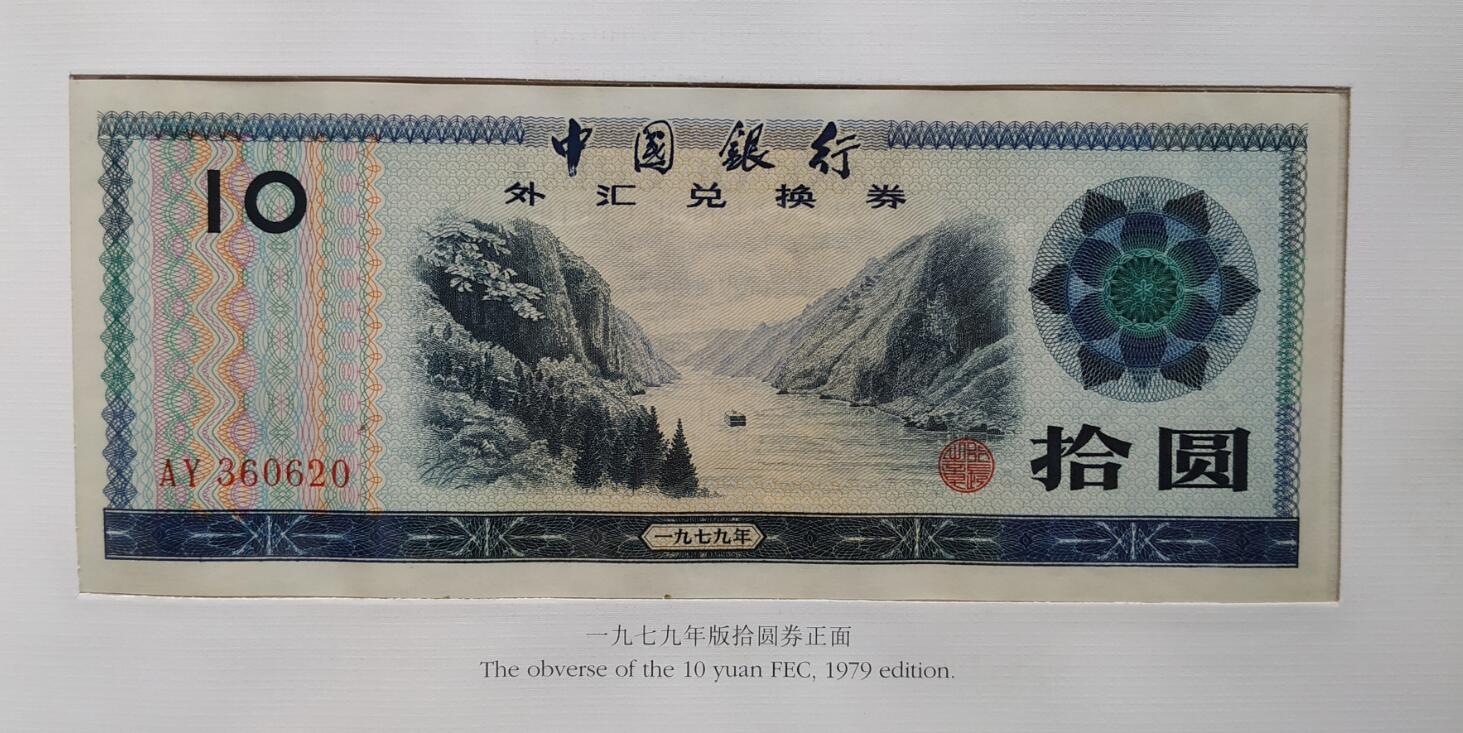 中國銀行
外汇兑换券
10
拾圆
AY 360620
一九七九年
一九七九年版拾圆券正面
The obverse of the 10 yuan FEC, 1979 edition.